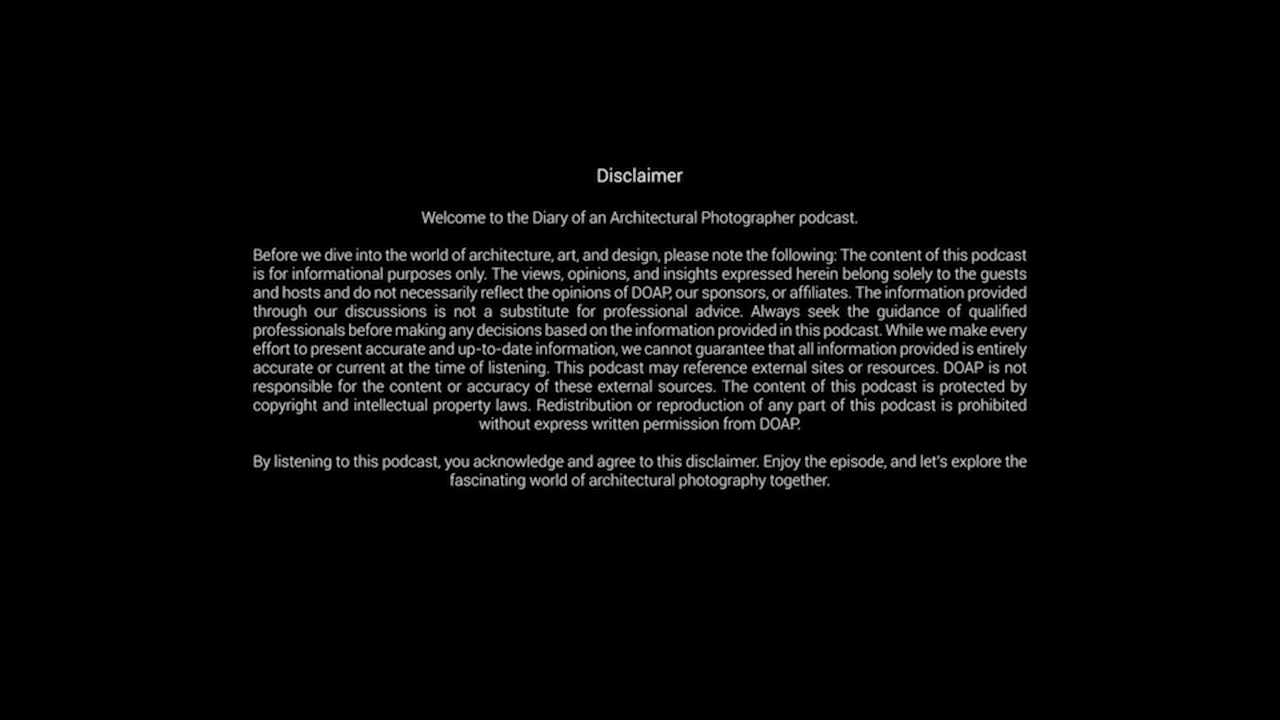 Disclaimer
Welcome to the Diary of an Architectural Photographer podcast.
Before we dive into the world of architecture, art, and design, please note the following: The content of this podcast
is for informational purposes only. The views, opinions, and insights expressed herein belong solely to the guests
and hosts and do not necessarily reflect the opinions of DOAP, our sponsors, or affiliates. The information provided
through our discussions is not a substitute for professional advice. Always seek the guidance of qualified
professionals before making any decisions based on the information provided in this podcast. While we make every
effort to present accurate and up-to-date information, we cannot guarantee that all information provided is entirely
accurate or current at the time of listening. This podcast may reference external sites or resources. DOAP is not
responsible for the content or accuracy of these external sources. The content of this podcast is protected by
copyright and intellectual property laws. Redistribution or reproduction of any part of this podcast is prohibited
without express written permission from DOAP.
By listening to this podcast, you acknowledge and agree to this disclaimer. Enjoy the episode, and let's explore the
fascinating world of architectural photography together.